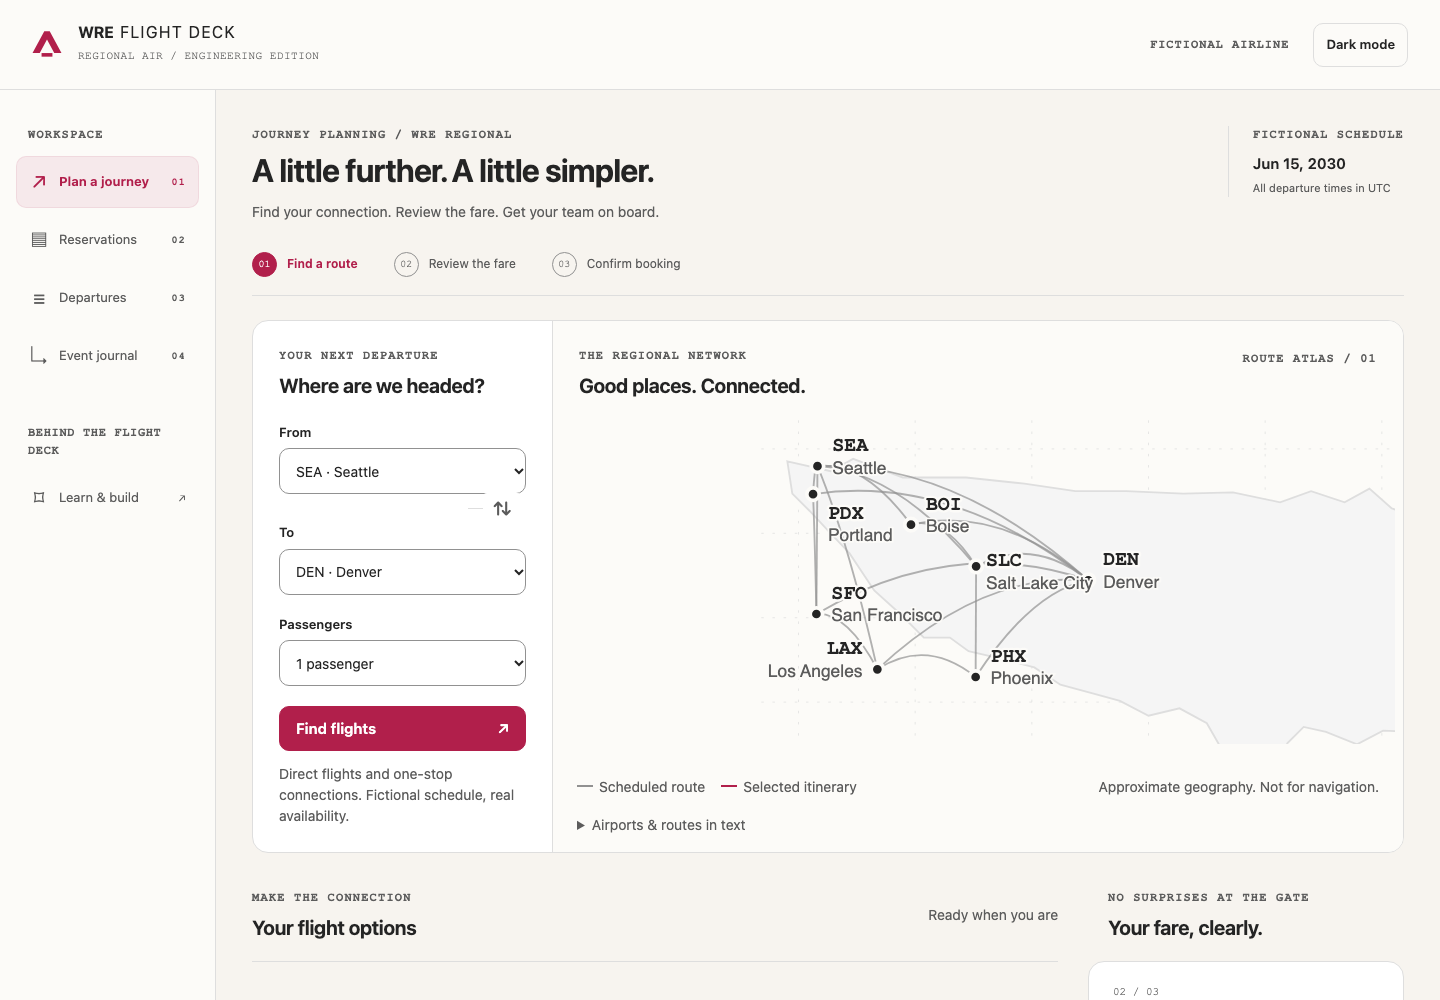 WRE FLIGHT DECK
REGIONAL AIR / ENGINEERING EDITION
FICTIONAL AIRLINE
Dark mode
WORKSPACE
Plan a journey 01
Reservations 02
Departures 03
Event journal 04
BEHIND THE FLIGHT
DECK
Learn & build
JOURNEY PLANNING / WRE REGIONAL
A little further. A little simpler.
Find your connection. Review the fare. Get your team on board.
FICTIONAL SCHEDULE
Jun 15, 2030
All departure times in UTC
01 Find a route
02 Review the fare
03 Confirm booking
YOUR NEXT DEPARTURE
Where are we headed?
From
SEA · Seattle
To
DEN · Denver
Passengers
1 passenger
Find flights
Direct flights and one-stop
connections. Fictional schedule, real
availability.
THE REGIONAL NETWORK
Good places. Connected.
ROUTE ATLAS / 01
SEA
Seattle
PDX
Portland
BOI
Boise
SLC
Salt Lake City
DEN
Denver
SFO
San Francisco
LAX
Los Angeles
PHX
Phoenix
Scheduled route
Selected itinerary
Approximate geography. Not for navigation.
Airports & routes in text
MAKE THE CONNECTION
Your flight options
Ready when you are
NO SURPRISES AT THE GATE
Your fare, clearly.
02 / 03